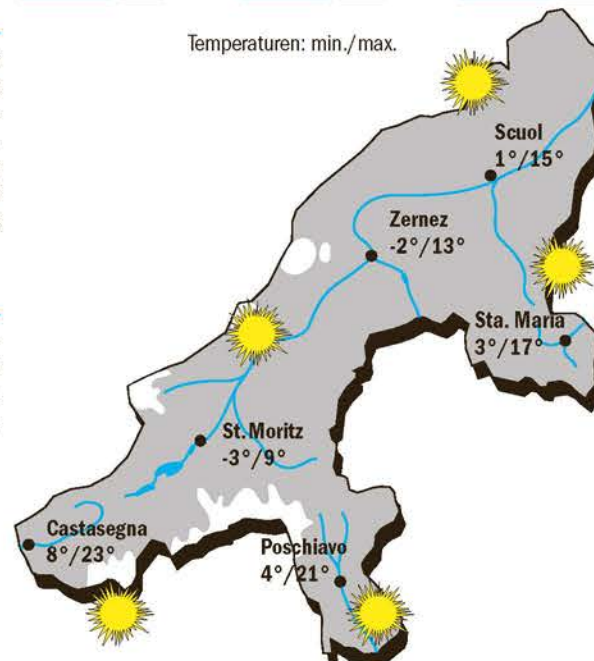 Temperaturen: min./max.
Scuol
1°/15°
Zernez
-2°/13°
Sta. Maria
3°/17°
St. Moritz
-3°/9°
Castasegna
8°/23°
Poschiavo
4°/21°